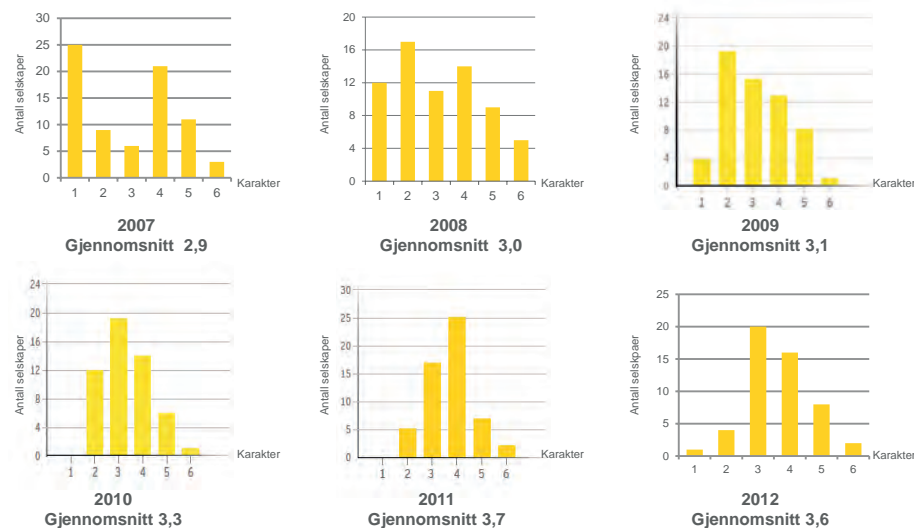 Antall selskaper
30
25
20
15
10
5
0
1 2 3 4 5 6 Karakter
2007
Gjennomsnitt 2,9
Antall selskaper
20
16
12
8
4
0
1 2 3 4 5 6 Karakter
2008
Gjennomsnitt 3,0
Antall selskaper
24
20
16
12
8
4
0
1 2 3 4 5 6 Karakter
2009
Gjennomsnitt 3,1
Antall selskaper
24
20
16
12
8
4
0
1 2 3 4 5 6 Karakter
2010
Gjennomsnitt 3,3
Antall selskaper
30
25
20
15
10
5
0
1 2 3 4 5 6 Karakter
2011
Gjennomsnitt 3,7
Antall selskpaer
25
20
15
10
5
0
1 2 3 4 5 6 Karakter
2012
Gjennomsnitt 3,6